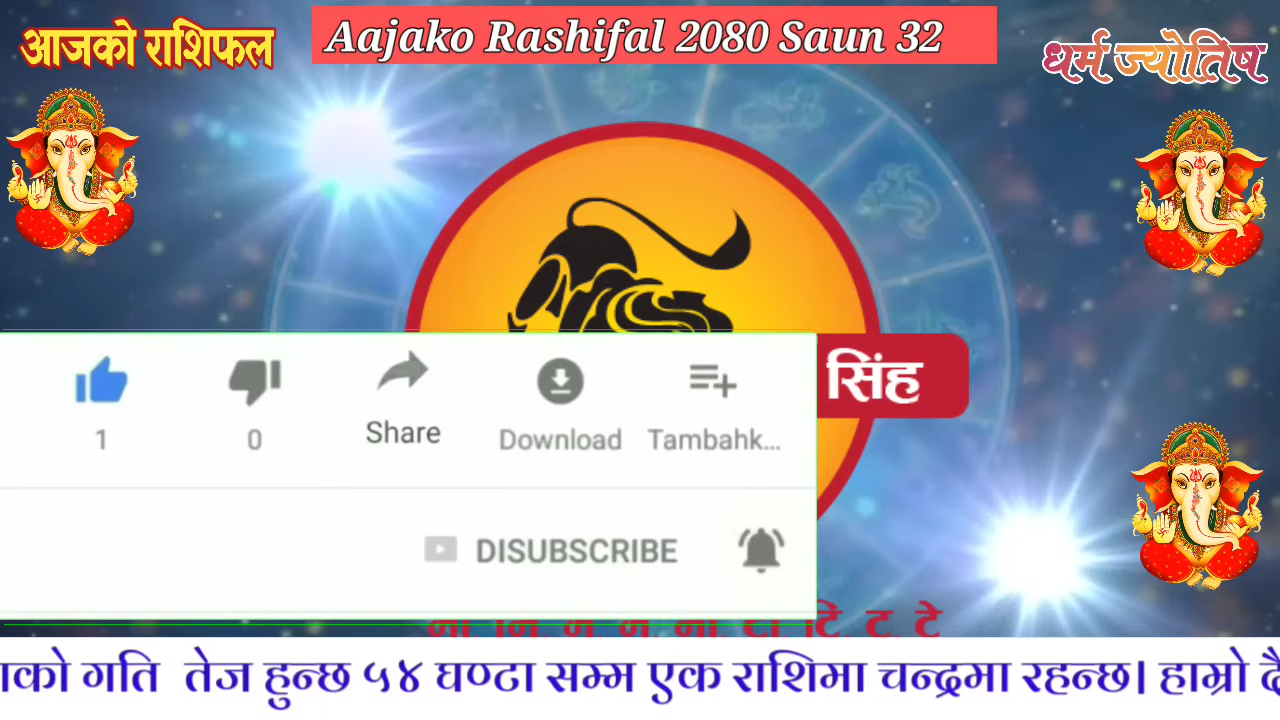 आजको राशिफल
Aajako Rashifal 2080 Saun 32
धर्म ज्योतिष
सिंह
1
0
Share
Download
Tambahk...
DISUBSCRIBE
टि टु टे
गति तेज हुन्छ ५४ घण्टा सम्म एक राशिमा चन्द्रमा रहन्छ। हाम्रो